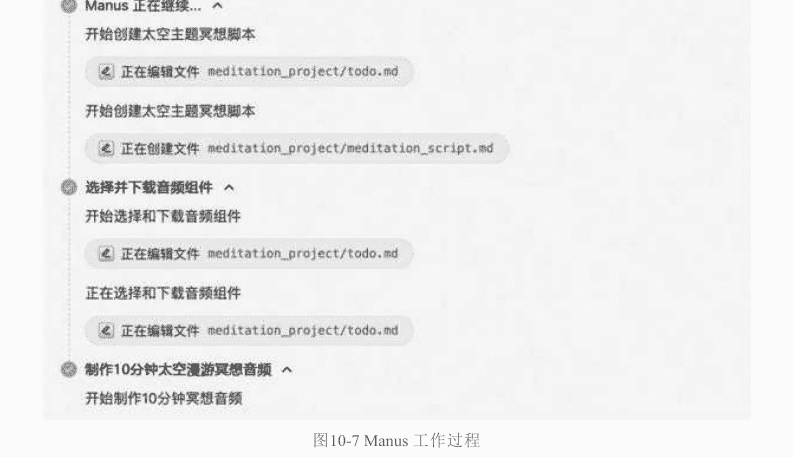 Manus 正在继续...
开始创建太空主题冥想脚本
正在编辑文件 meditation_project/todo.md
开始创建太空主题冥想脚本
正在创建文件 meditation_project/meditation_script.md
选择并下载音频组件
开始选择和下载音频组件
正在编辑文件 meditation_project/todo.md
正在选择和下载音频组件
正在编辑文件 meditation_project/todo.md
制作10分钟太空漫游冥想音频
开始制作10分钟冥想音频
图10-7 Manus 工作过程